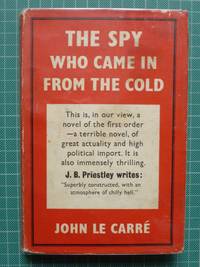 THE SPY
WHO CAME IN
FROM THE COLD
This is, in our view, a
novel of the first order
—a terrible novel, of
great actuality and high
political import. It is
also immensely thrilling.
J. B. Priestley writes:
"Superbly constructed, with an
atmosphere of chilly hell."
JOHN LE CARRÉ